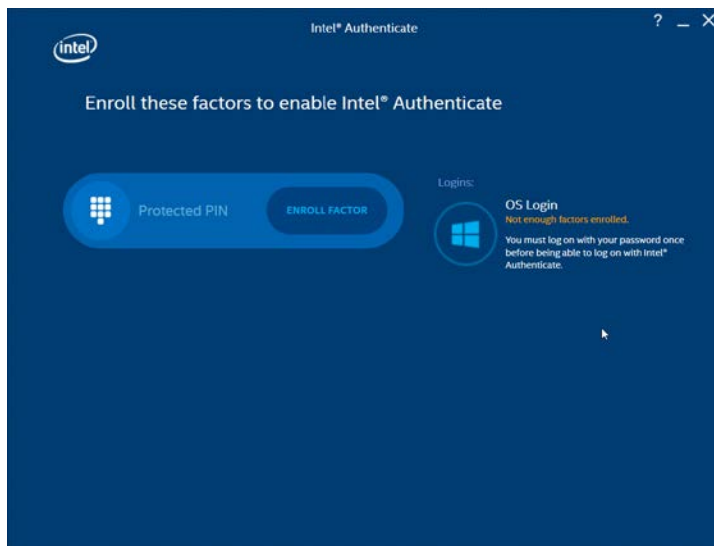 Intel® Authenticate
? _ X
intel
Enroll these factors to enable Intel® Authenticate
Protected PIN
ENROLL FACTOR
Logins:
OS Login
Not enough factors enrolled.
You must log on with your password once
before being able to log on with Intel®
Authenticate.